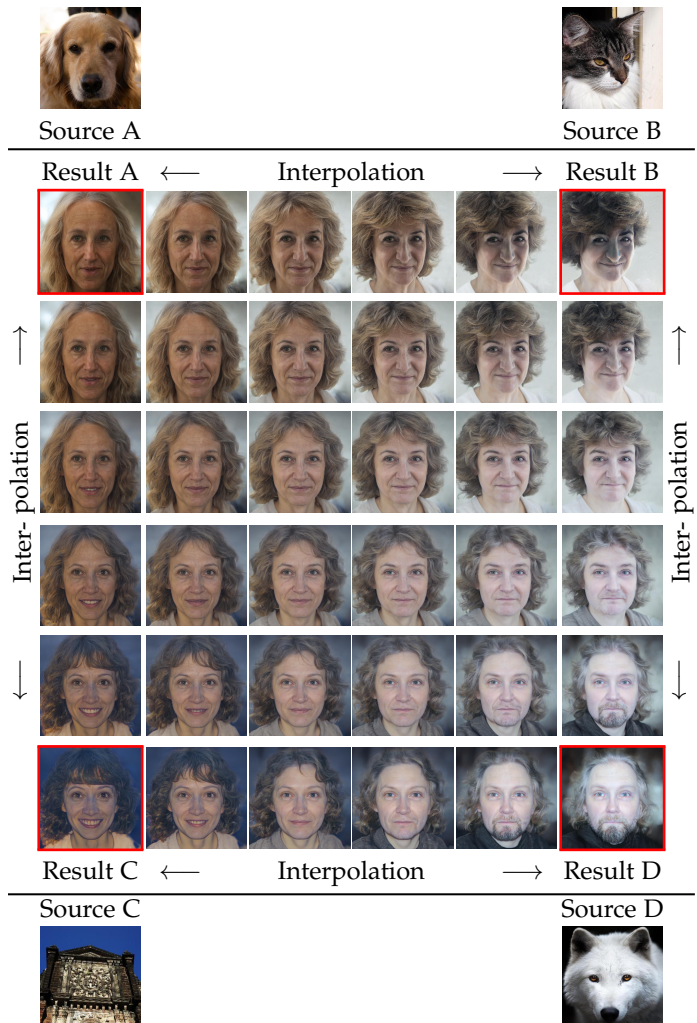 Source A Source B
Result A ← Interpolation → Result B
Inter- polation
Inter- polation
Result C ← Interpolation → Result D
Source C Source D